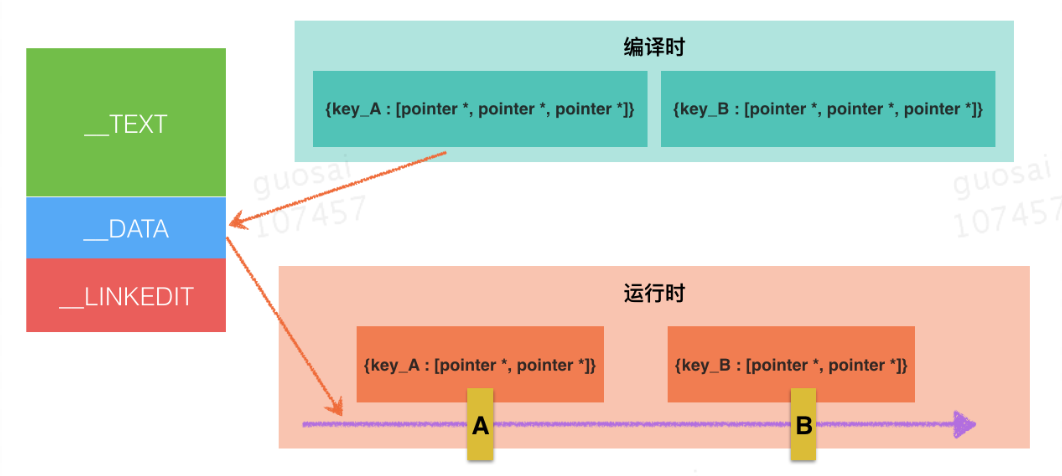 编译时
{key_A : [pointer *, pointer *, pointer *]}
{key_B : [pointer *, pointer *, pointer *]}
__TEXT
__DATA
__LINKEDIT
guosai
107457
guosai
107457
运行时
{key_A : [pointer *, pointer *]}
{key_B : [pointer *, pointer *]}
A
B